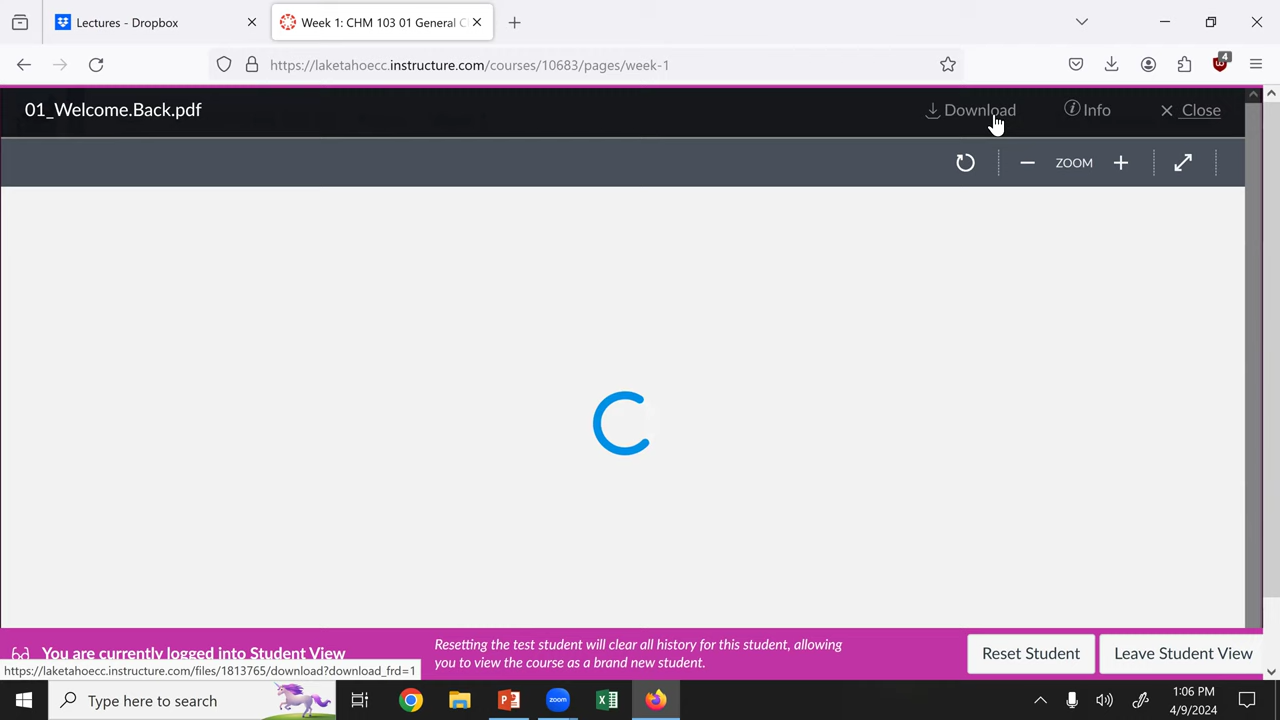 Lectures - Dropbox
Week 1: CHM 103 01 General C
https://laketahoecc.instructure.com/courses/10683/pages/week-1
4
01_Welcome.Back.pdf
Download
Info
Close
ZOOM
You are currently logged into Student View
Resetting the test student will clear all history for this student, allowing
you to view the course as a brand new student.
Reset Student
Leave Student View
https://laketahoecc.instructure.com/files/1813765/download?download_frd=1
Type here to search
zoom
1:06 PM
4/9/2024